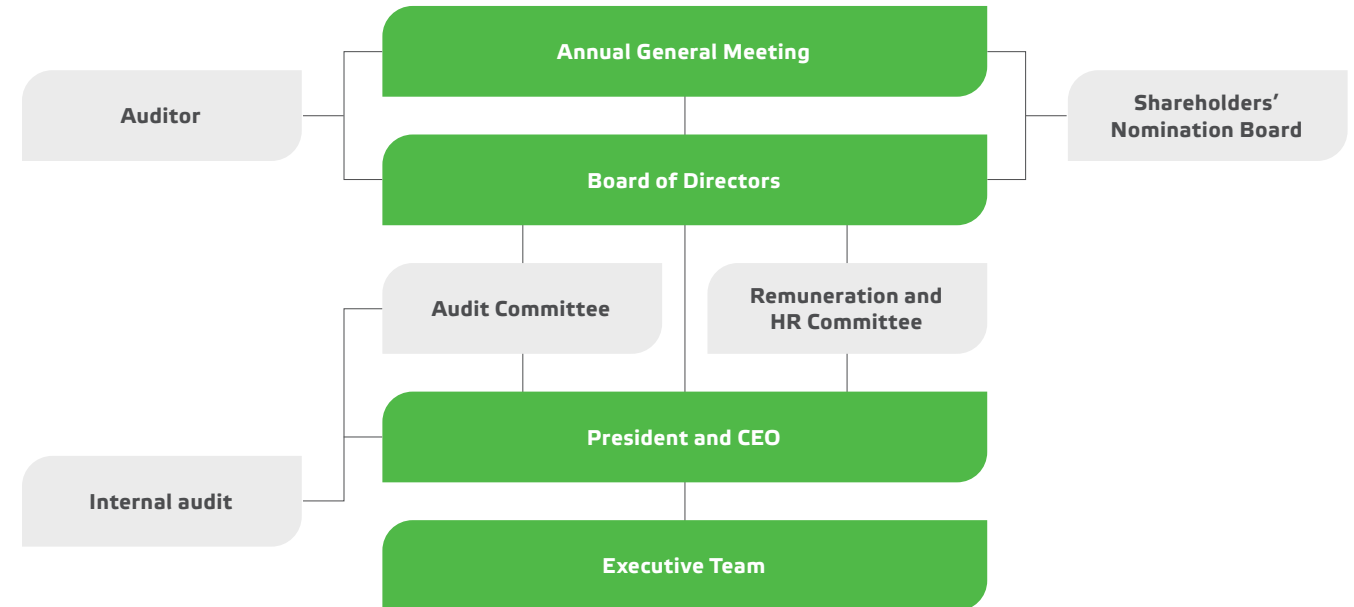 Annual General Meeting
Auditor
Shareholders’
Nomination Board
Board of Directors
Audit Committee
Remuneration and
HR Committee
President and CEO
Internal audit
Executive Team